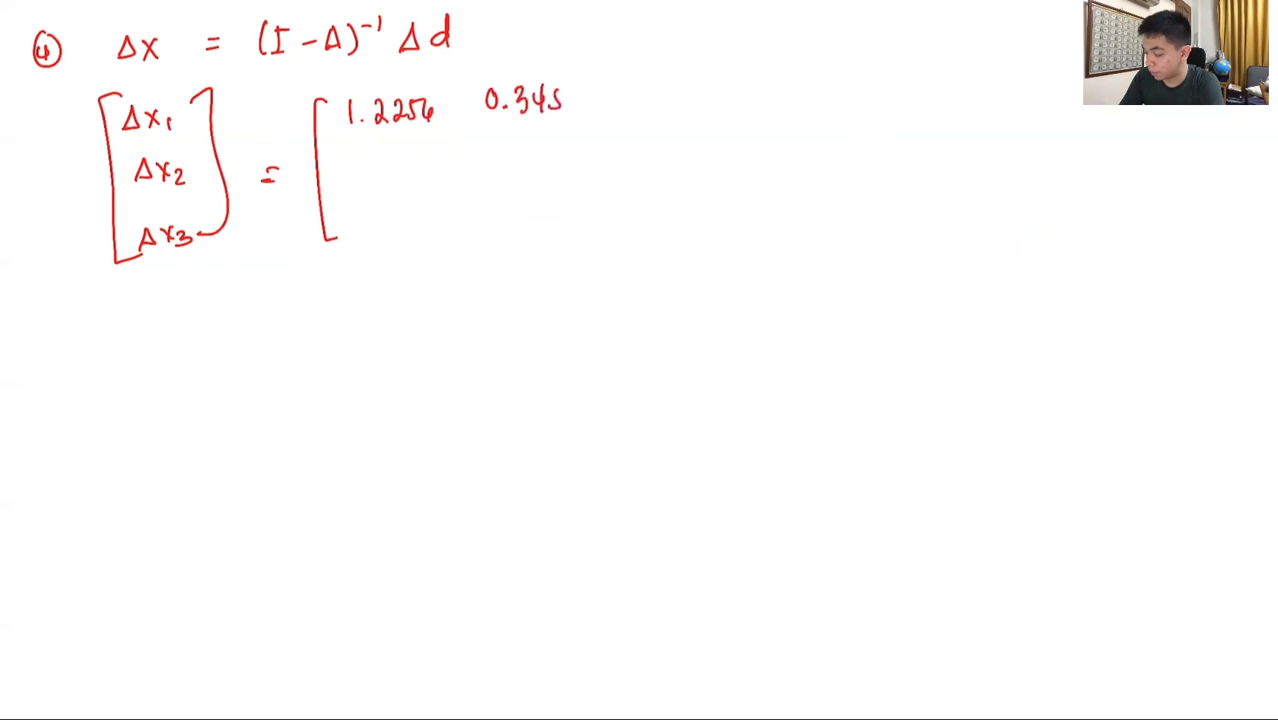 ④ Δx = (I - A)⁻¹ Δd
[Δx₁
Δx₂ ] = [ 1.2256 0.345
Δx₃